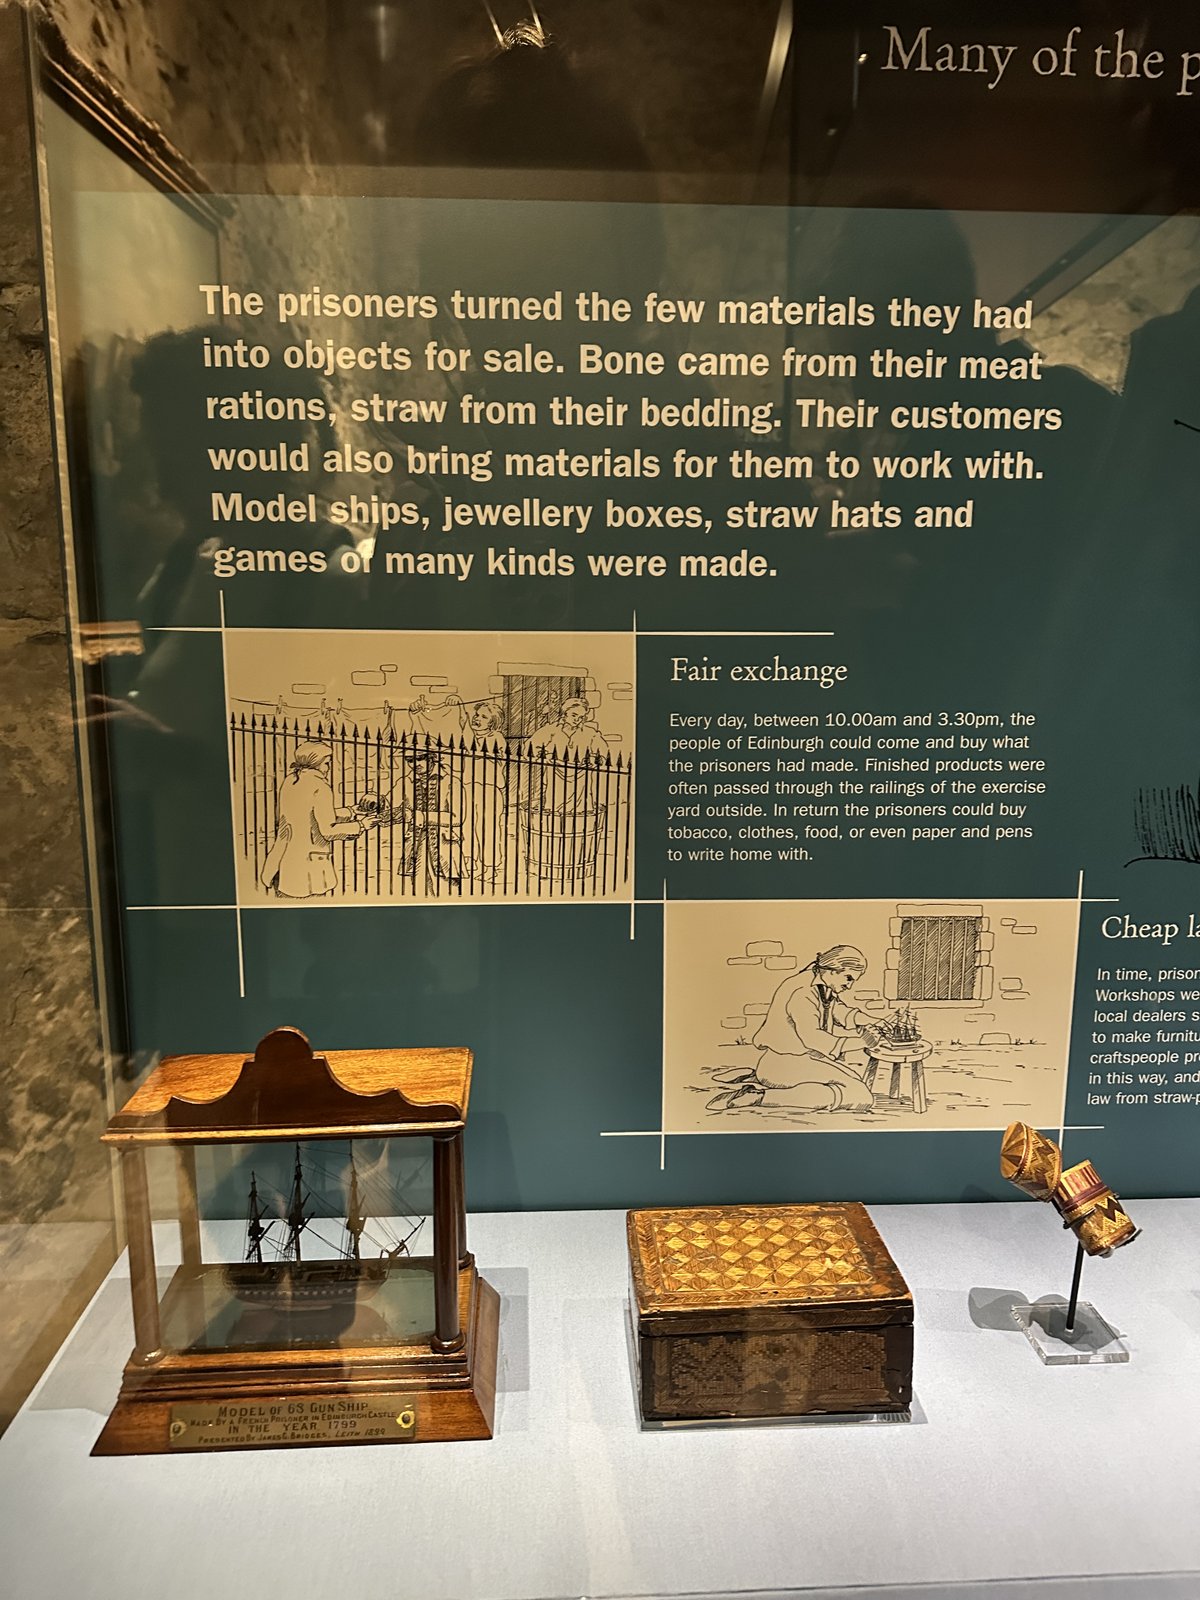 Many of the
The prisoners turned the few materials they had
into objects for sale. Bone came from their meat
rations, straw from their bedding. Their customers
would also bring materials for them to work with.
Model ships, jewellery boxes, straw hats and
games of many kinds were made.
Fair exchange
Every day, between 10.00am and 3.30pm, the
people of Edinburgh could come and buy what
the prisoners had made. Finished products were
often passed through the railings of the exercise
yard outside. In return the prisoners could buy
tobacco, clothes, food, or even paper and pens
to write home with.
Cheap
In time,
Workshops
local dealers
to make
craftspeople
in this way, and
law from
MODEL OF 68 GUN SHIP
MADE BY A FRENCH PRISONER IN EDINBURGH CASTLE
IN THE YEAR 1799
PRESENTED BY JAMES G. BRIDGES, LEITH 1899